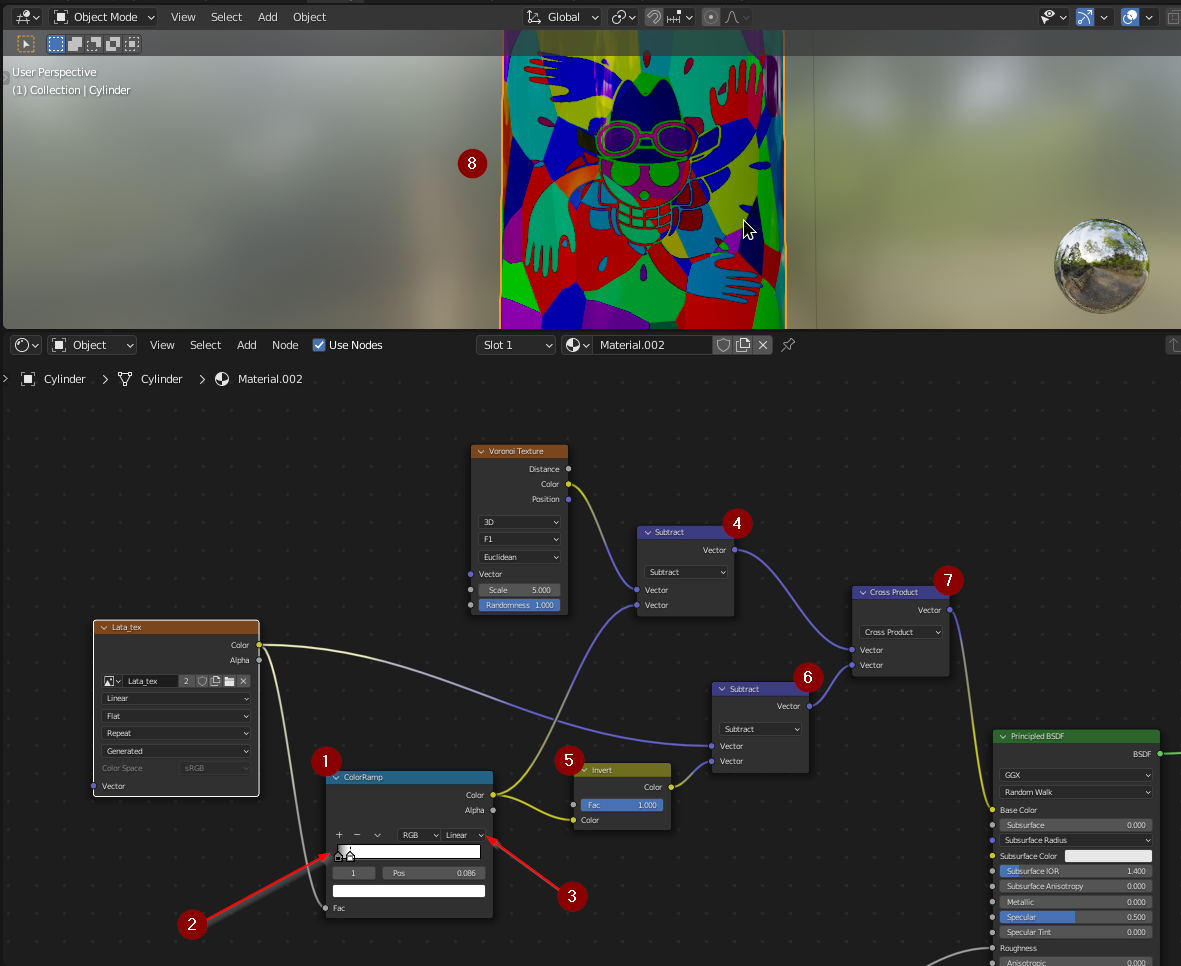 Object Mode View Select Add Object Global
User Perspective
(1) Collection | Cylinder
8
Object View Select Add Node Use Nodes Slot 1 Material.002
Cylinder Cylinder Material.002
Voronoi Texture
Distance
Color
Position
3D
F1
Euclidean
Vector
Scale 5.000
Randomness 1.000
4
Subtract
Vector
Subtract
Vector
Vector
7
Cross Product
Vector
Cross Product
Vector
Vector
Lata_tex
Color
Alpha
Lata_tex 2
Linear
Flat
Repeat
Generated
Color Space sRGB
Vector
6
Subtract
Vector
Subtract
Vector
Vector
1
ColorRamp
Color
Alpha
RGB Linear
1 Pos 0.086
Fac
5
Invert
Color
Fac 1.000
Color
2
3
Principled BSDF
BSDF
GGX
Random Walk
Base Color
Subsurface 0.000
Subsurface Radius
Subsurface Color
Subsurface IOR 1.400
Subsurface Anisotropy 0.000
Metallic 0.000
Specular 0.500
Specular Tint 0.000
Roughness
Anisotropic 0.000